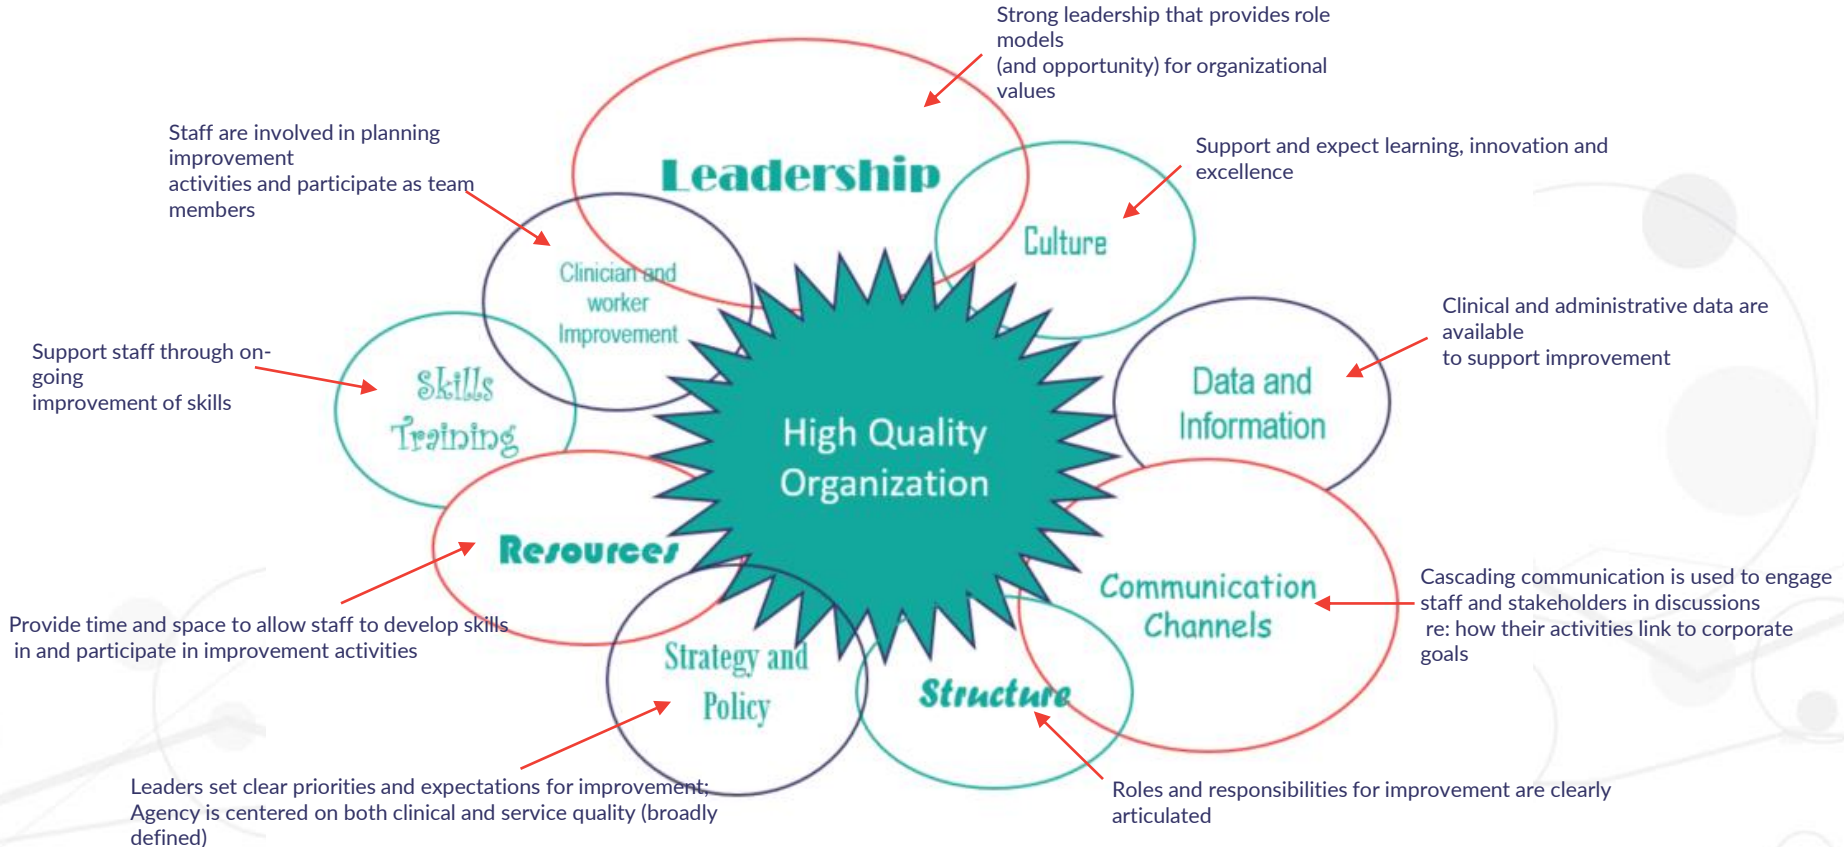 Strong leadership that provides role
models
(and opportunity) for organizational
values
Staff are involved in planning
improvement
activities and participate as team
members
Support and expect learning, innovation and
excellence
Leadership
Culture
Clinician and
worker
Improvement
Clinical and administrative data are
available
to support improvement
Support staff through on-
going
improvement of skills
Skills
Training
Data and
Information
High Quality
Organization
Resources
Communication
Channels
Cascading communication is used to engage
staff and stakeholders in discussions
re: how their activities link to corporate
goals
Provide time and space to allow staff to develop skills
in and participate in improvement activities
Strategy and
Policy
Structure
Leaders set clear priorities and expectations for improvement;
Agency is centered on both clinical and service quality (broadly
defined)
Roles and responsibilities for improvement are clearly
articulated